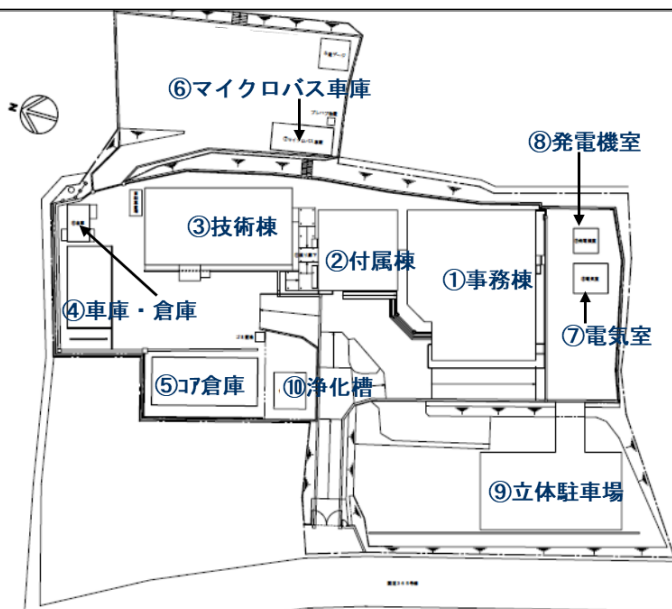 ⑥マイクロバス車庫
N
⑧発電機室
③技術棟
②付属棟
①事務棟
④車庫・倉庫
⑦電気室
⑤コア倉庫
⑩浄化槽
⑨立体駐車場